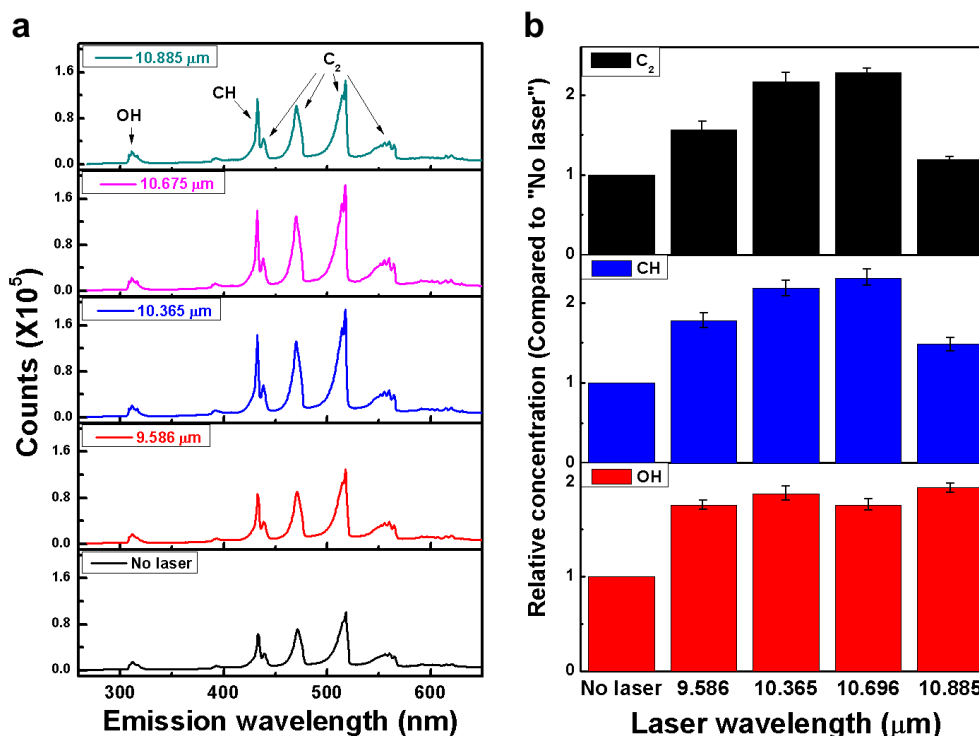 a
Counts (X10⁵)
10.885 μm
C₂
CH
OH
1.6
0.8
0.0
10.675 μm
1.6
0.8
0.0
10.365 μm
1.6
0.8
0.0
9.586 μm
1.6
0.8
0.0
No laser
1.6
0.8
0.0
300 400 500 600
Emission wavelength (nm)
b
Relative concentration (Compared to "No laser")
C₂
2
1
0
CH
2
1
0
OH
2
1
0
No laser 9.586 10.365 10.696 10.885
Laser wavelength (μm)